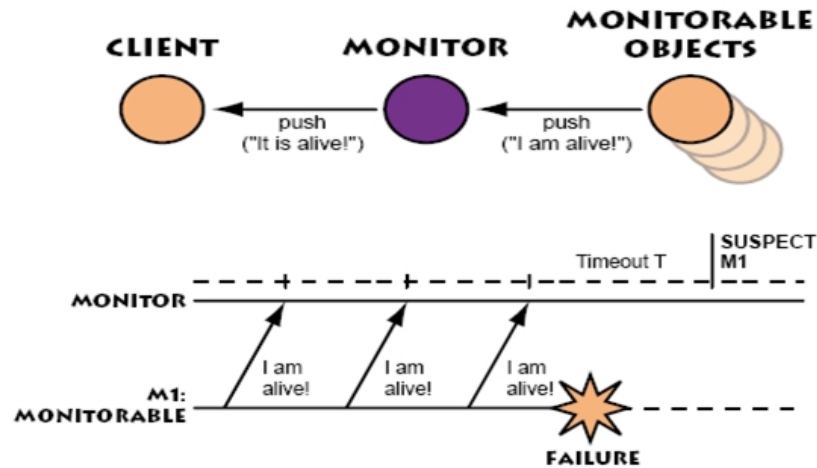 CLIENT
MONITOR
MONITORABLE
OBJECTS
push
("It is alive!")
push
("I am alive!")
Timeout T
SUSPECT
M1
MONITOR
I am
alive!
I am
alive!
I am
alive!
M1:
MONITORABLE
FAILURE